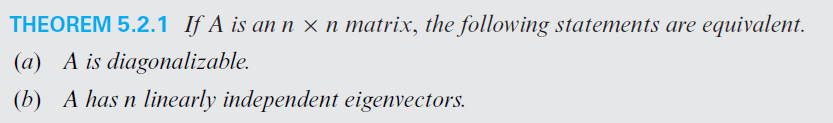 THEOREM 5.2.1 If A is an n × n matrix, the following statements are equivalent.
(a) A is diagonalizable.
(b) A has n linearly independent eigenvectors.